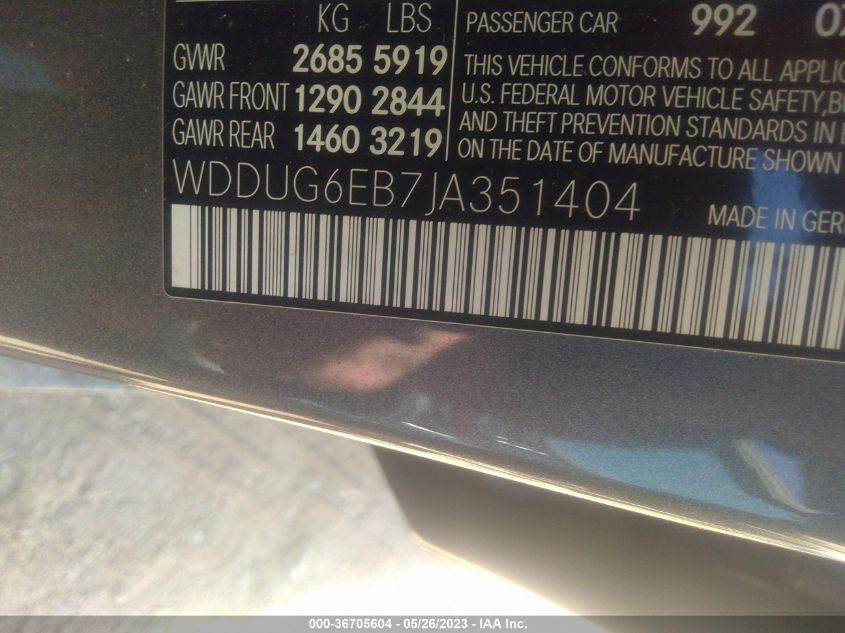 KG LBS
GVWR 2685 5919
GAWR FRONT 1290 2844
GAWR REAR 1460 3219
PASSENGER CAR 992
THIS VEHICLE CONFORMS TO ALL
U.S. FEDERAL MOTOR VEHICLE SAFETY,
AND THEFT PREVENTION STANDARDS IN
ON THE DATE OF MANUFACTURE SHOWN
WDDUG6EB7JA351404
MADE IN
000-36705604 - 05/26/2023 - IAA Inc.